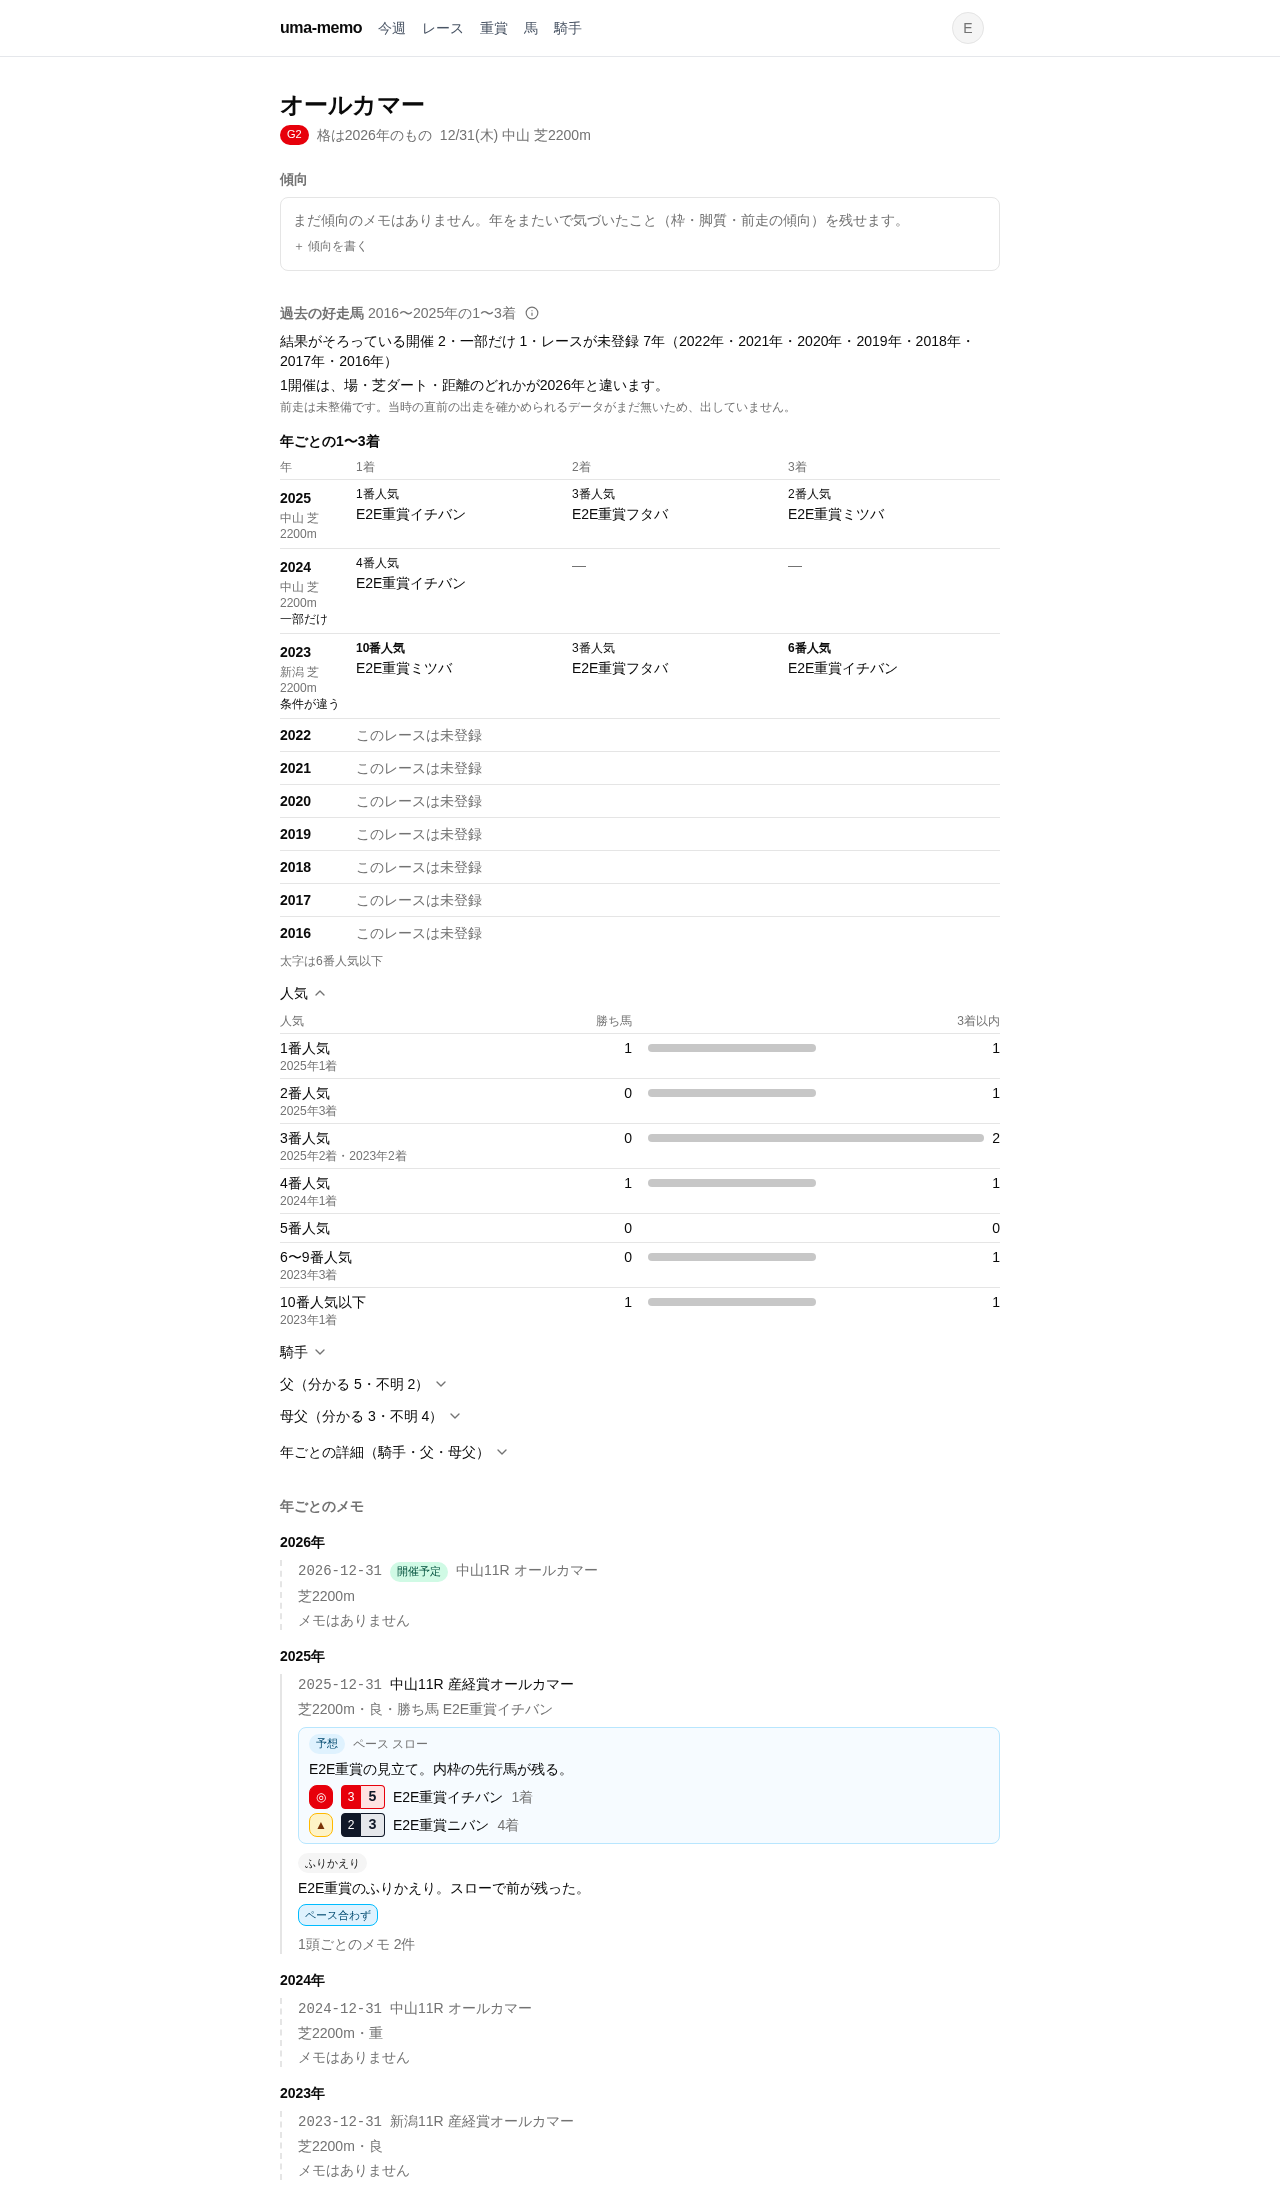 uma-memo 今週 レース 重賞 馬 騎手 E
オールカマー
G2 格は2026年のもの 12/31(木) 中山 芝2200m
傾向
まだ傾向のメモはありません。年をまたいで気づいたこと（枠・脚質・前走の傾向）を残せます。
+ 傾向を書く
過去の好走馬 2016〜2025年の1〜3着
結果がそろっている開催 2・一部だけ 1・レースが未登録 7年（2022年・2021年・2020年・2019年・2018年・
2017年・2016年）
1開催は、場・芝ダート・距離のどれかが2026年と違います。
前走は未整備です。当時の直前の出走を確かめられるデータがまだ無いため、出していません。
年ごとの1〜3着
年 1着 2着 3着
2025 1番人気 3番人気 2番人気
中山 芝 E2E重賞イチバン E2E重賞フタバ E2E重賞ミツバ
2200m
2024 4番人気 — —
中山 芝 E2E重賞イチバン
2200m
一部だけ
2023 10番人気 3番人気 6番人気
新潟 芝 E2E重賞ミツバ E2E重賞フタバ E2E重賞イチバン
2200m
条件が違う
2022 このレースは未登録
2021 このレースは未登録
2020 このレースは未登録
2019 このレースは未登録
2018 このレースは未登録
2017 このレースは未登録
2016 このレースは未登録
太字は6番人気以下
人気
人気 勝ち馬 3着以内
1番人気 1 1
2025年1着
2番人気 0 1
2025年3着
3番人気 0 2
2025年2着・2023年2着
4番人気 1 1
2024年1着
5番人気 0 0
6〜9番人気 0 1
2023年3着
10番人気以下 1 1
2023年1着
騎手
父（分かる 5・不明 2）
母父（分かる 3・不明 4）
年ごとの詳細（騎手・父・母父）
年ごとのメモ
2026年
2026-12-31 開催予定 中山11R オールカマー
芝2200m
メモはありません
2025年
2025-12-31 中山11R 産経賞オールカマー
芝2200m・良・勝ち馬 E2E重賞イチバン
予想 ペース スロー
E2E重賞の見立て。内枠の先行馬が残る。
◎ 3 5 E2E重賞イチバン 1着
▲ 2 3 E2E重賞ニバン 4着
ふりかえり
E2E重賞のふりかえり。スローで前が残った。
ペース合わず
1頭ごとのメモ 2件
2024年
2024-12-31 中山11R オールカマー
芝2200m・重
メモはありません
2023年
2023-12-31 新潟11R 産経賞オールカマー
芝2200m・良
メモはありません